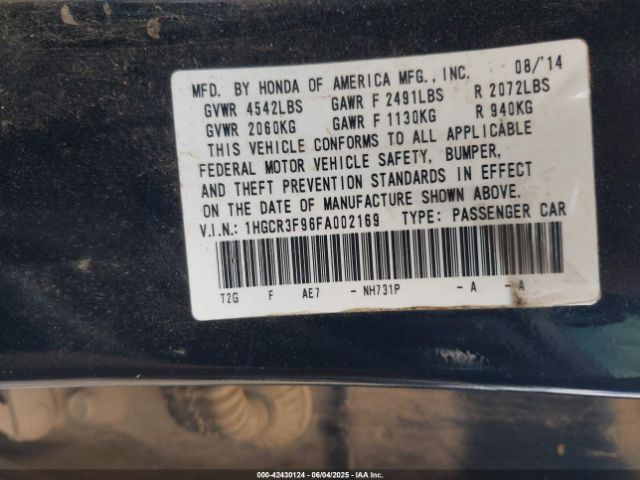 MFD. BY HONDA OF AMERICA MFG., INC. 08/'14
GVWR 4542LBS GAWR F 2491LBS R 2072LBS
GVWR 2060KG GAWR F 1130KG R 940KG
THIS VEHICLE CONFORMS TO ALL APPLICABLE
FEDERAL MOTOR VEHICLE SAFETY, BUMPER,
AND THEFT PREVENTION STANDARDS IN EFFECT
ON THE DATE OF MANUFACTURE SHOWN ABOVE.
V.I.N.: 1HGCR3F96FA002169 TYPE: PASSENGER CAR
T2G F AE7 - NH731P - A - A
000-42430124 | 06/04/2025 | IAAI, Inc.